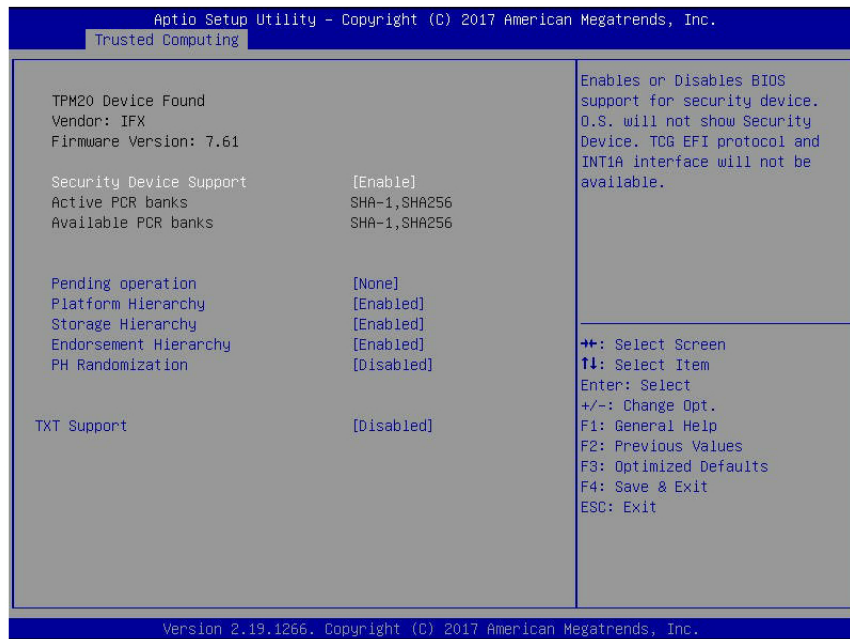 Aptio Setup Utility – Copyright (C) 2017 American Megatrends, Inc.
Trusted Computing
TPM20 Device Found
Vendor: IFX
Firmware Version: 7.61
Security Device Support [Enable]
Active PCR banks SHA-1,SHA256
Available PCR banks SHA-1,SHA256
Pending operation [None]
Platform Hierarchy [Enabled]
Storage Hierarchy [Enabled]
Endorsement Hierarchy [Enabled]
PH Randomization [Disabled]
TXT Support [Disabled]
Enables or Disables BIOS
support for security device.
O.S. will not show Security
Device. TCG EFI protocol and
INT1A interface will not be
available.
→←: Select Screen
↑↓: Select Item
Enter: Select
+/-: Change Opt.
F1: General Help
F2: Previous Values
F3: Optimized Defaults
F4: Save & Exit
ESC: Exit
Version 2.19.1266. Copyright (C) 2017 American Megatrends, Inc.